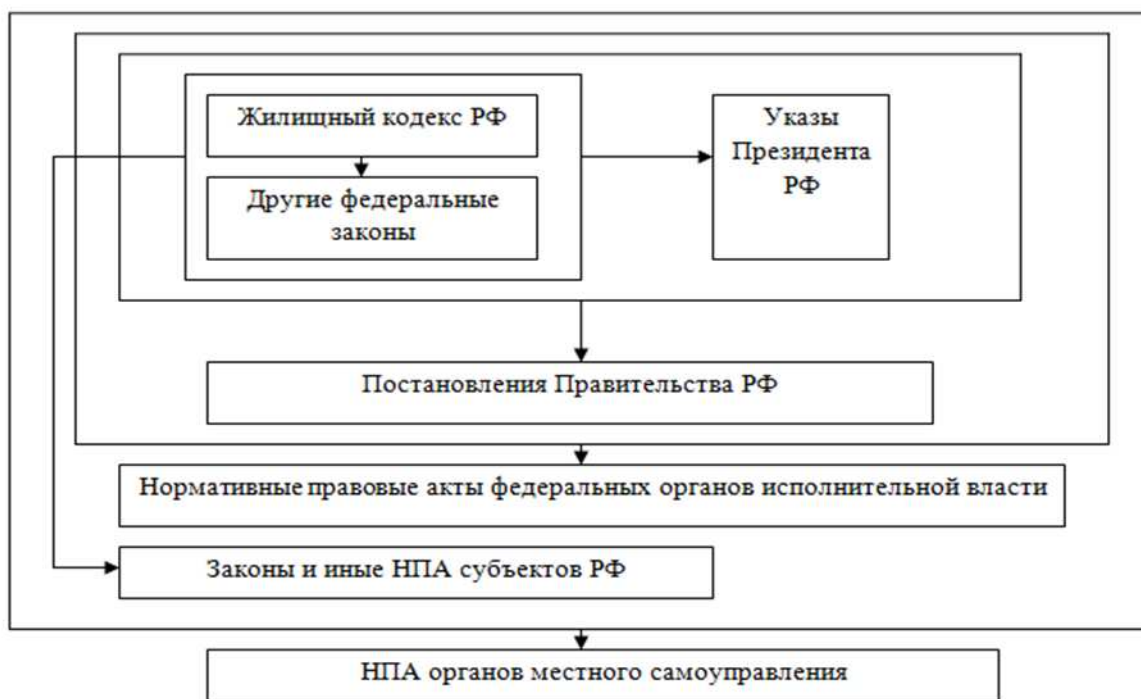 Жилищный кодекс РФ
Другие федеральные
законы
Указы
Президента
РФ
Постановления Правительства РФ
Нормативные правовые акты федеральных органов исполнительной власти
Законы и иные НПА субъектов РФ
НПА органов местного самоуправления